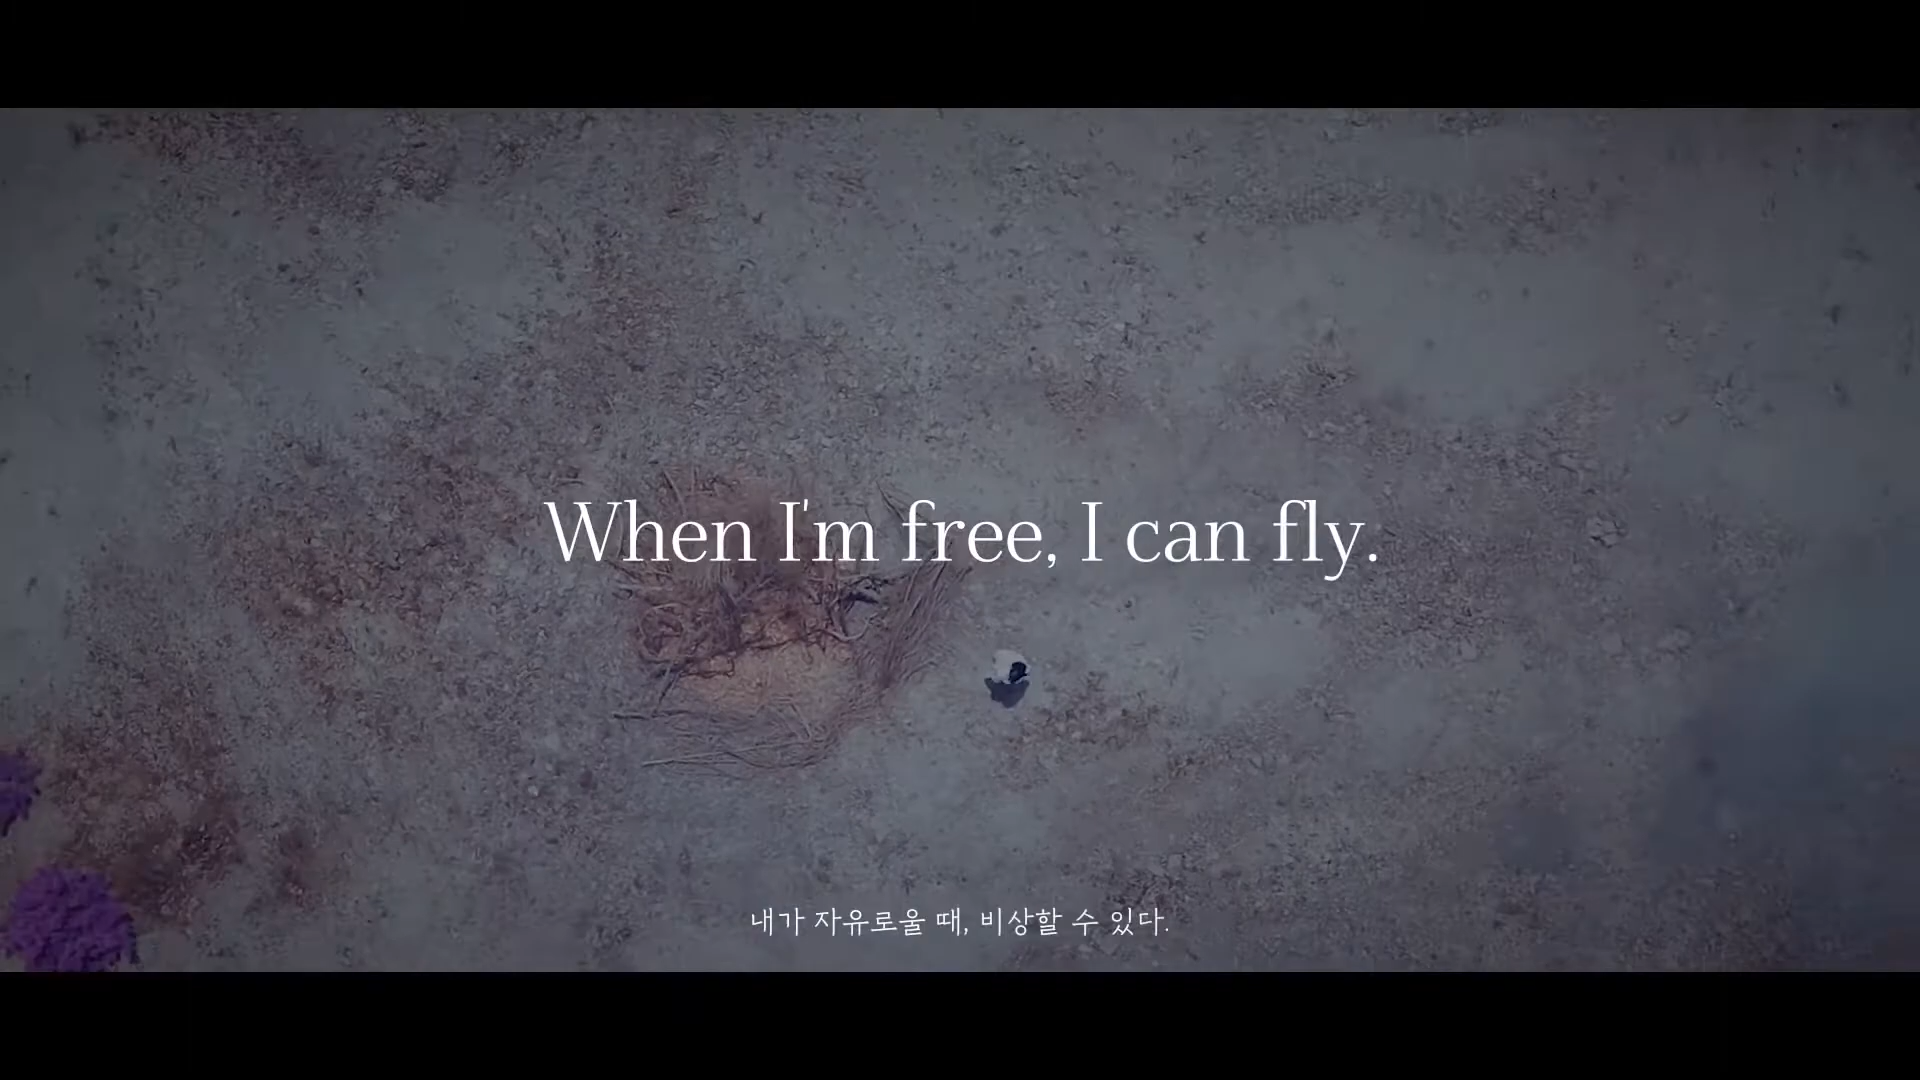 When I'm free, I can fly.
내가 자유로울 때, 비상할 수 있다.